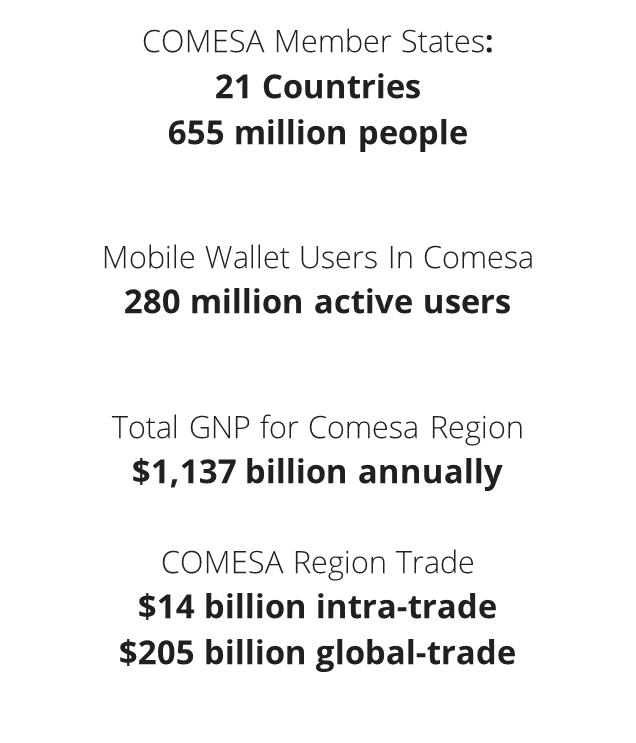 COMESA Member States:
21 Countries
655 million people
Mobile Wallet Users In Comesa
280 million active users
Total GNP for Comesa Region
$1,137 billion annually
COMESA Region Trade
$14 billion intra-trade
$205 billion global-trade